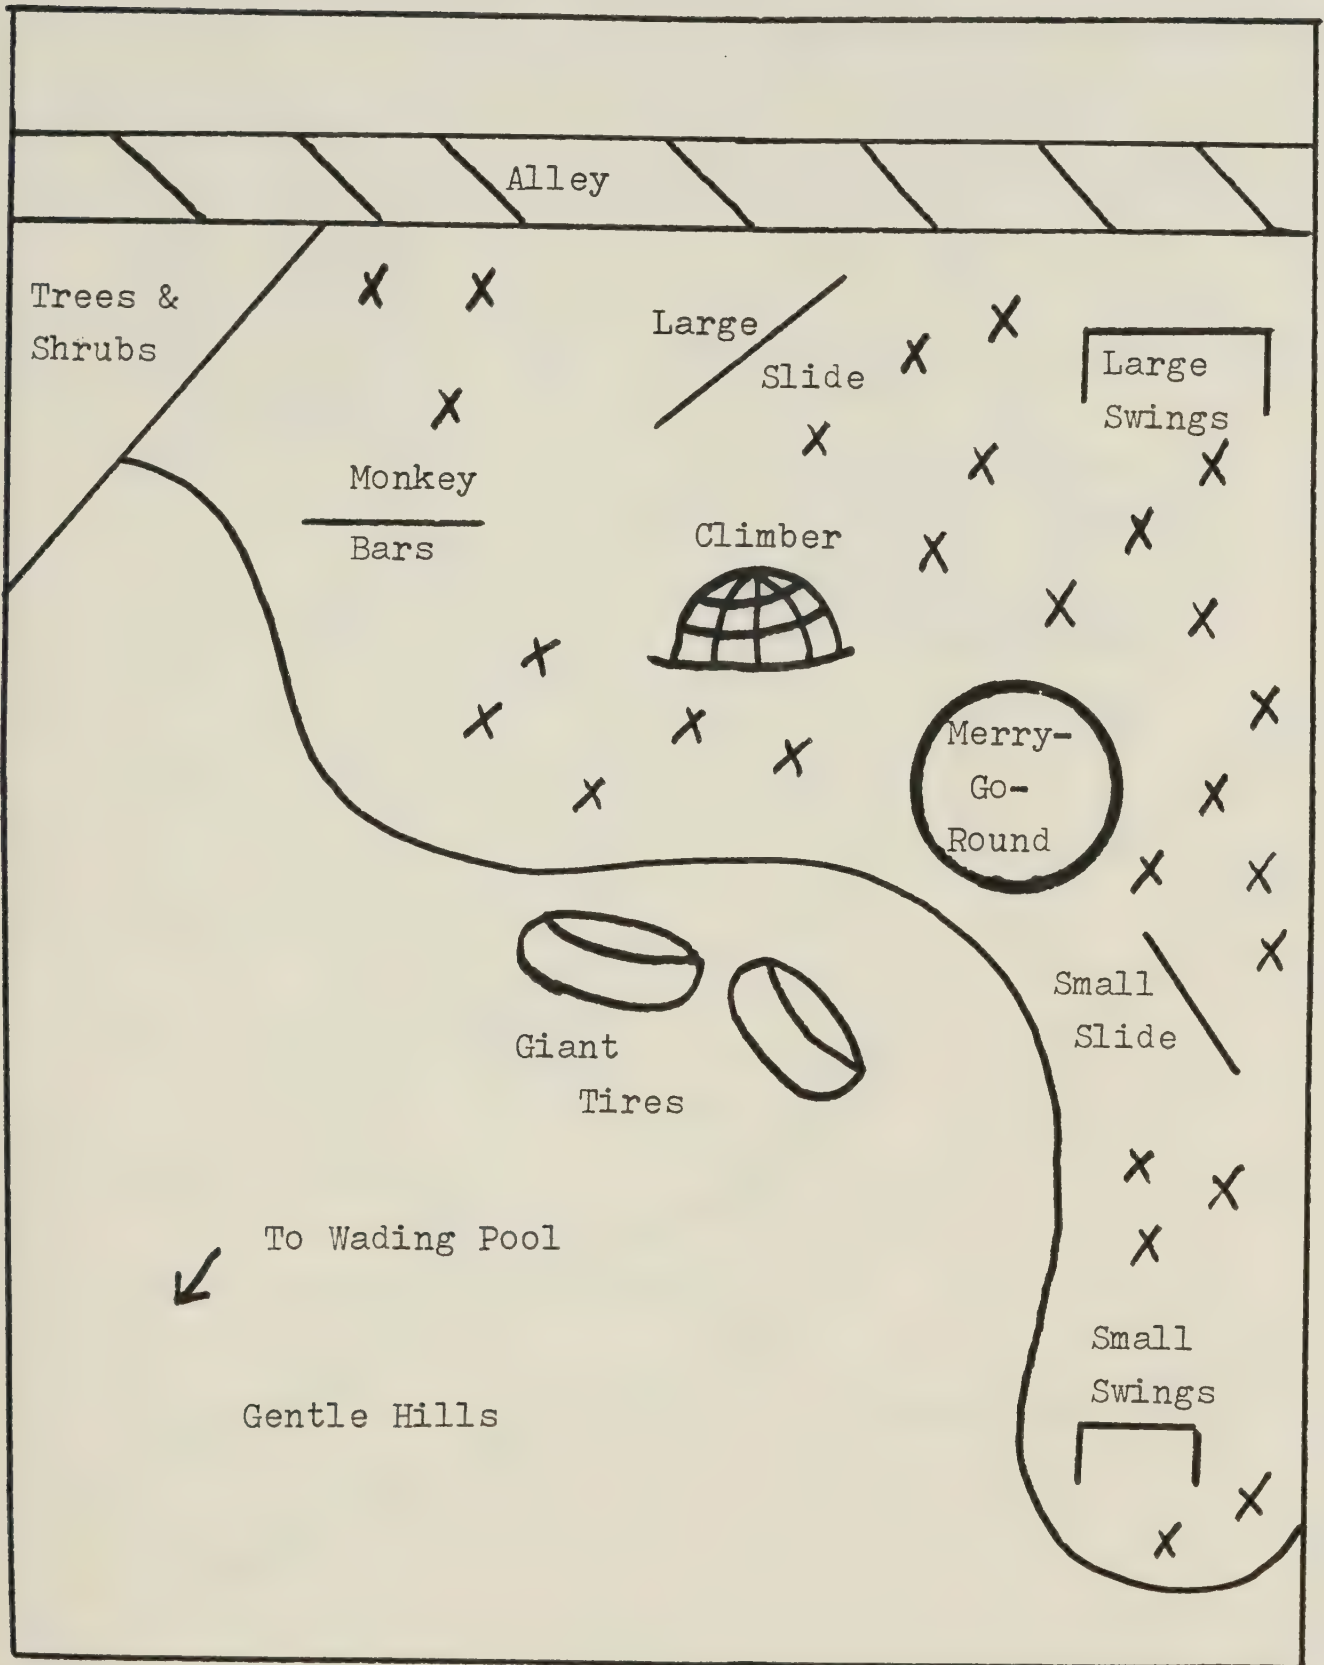 Alley
Trees &
Shrubs
Large
Slide
Large
Swings
Monkey
Bars
Climber
Merry-
Go-
Round
Small
Slide
Giant
Tires
To Wading Pool
Small
Swings
Gentle Hills